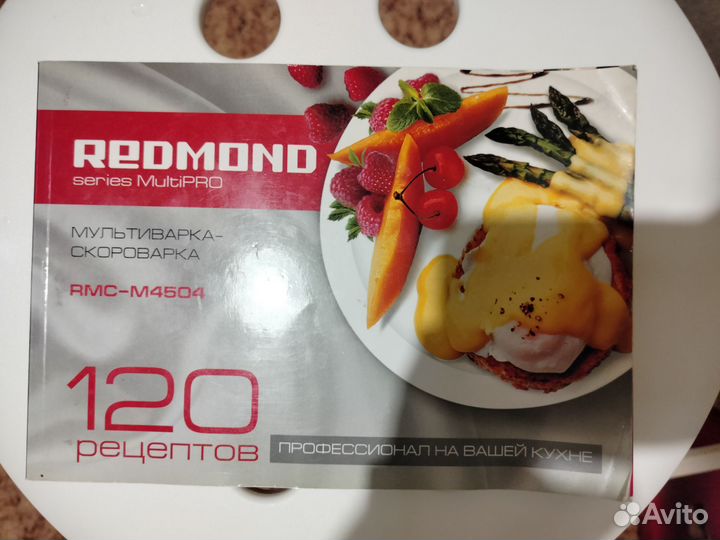 REDMOND
series MultiPRO
МУЛЬТИВАРКА-
СКОРОВАРКА
RMC-M4504
120
рецептов
ПРОФЕССИОНАЛ НА ВАШЕЙ КУХНЕ
Avito